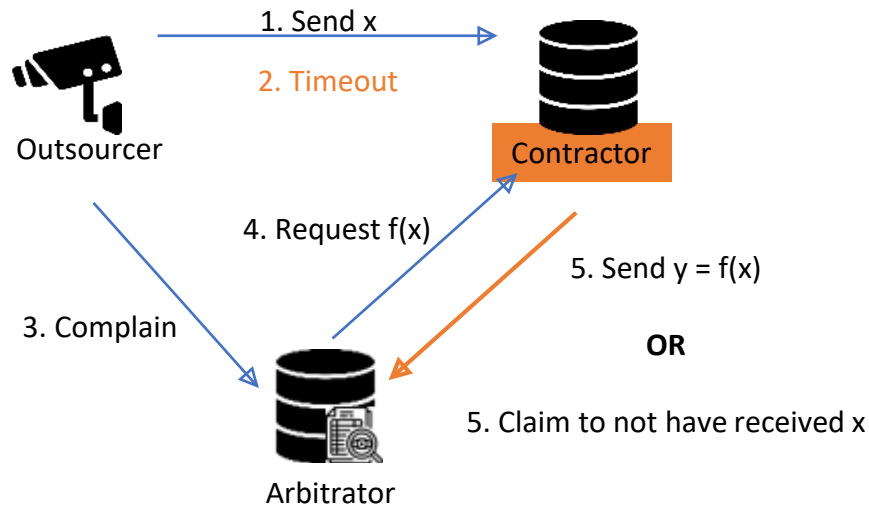 1. Send x
2. Timeout
Outsourcer
Contractor
4. Request f(x)
5. Send y = f(x)
3. Complain
OR
5. Claim to not have received x
Arbitrator